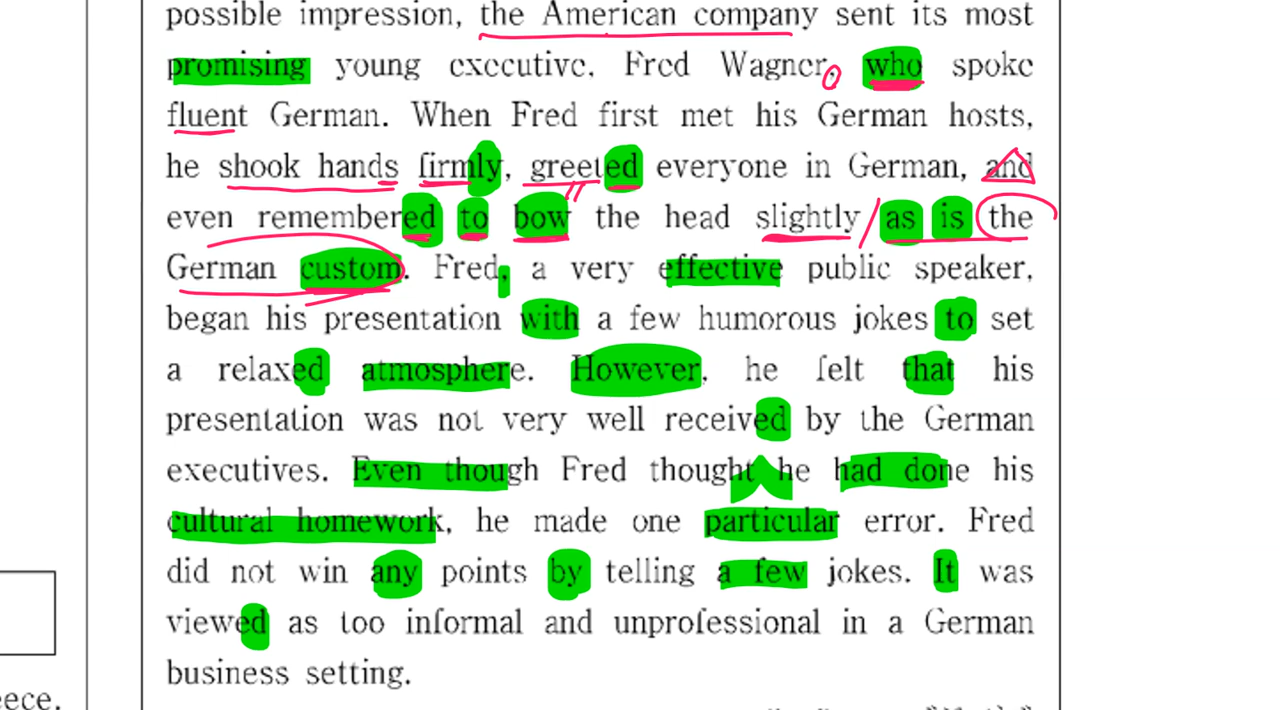 possible impression, the American company sent its most
promising young executive, Fred Wagner, who spoke
fluent German. When Fred first met his German hosts,
he shook hands firmly, greeted everyone in German, and
even remembered to bow the head slightly as is the
German custom. Fred, a very effective public speaker,
began his presentation with a few humorous jokes to set
a relaxed atmosphere. However, he felt that his
presentation was not very well received by the German
executives. Even though Fred thought he had done his
cultural homework, he made one particular error. Fred
did not win any points by telling a few jokes. It was
viewed as too informal and unprofessional in a German
business setting.
eece.